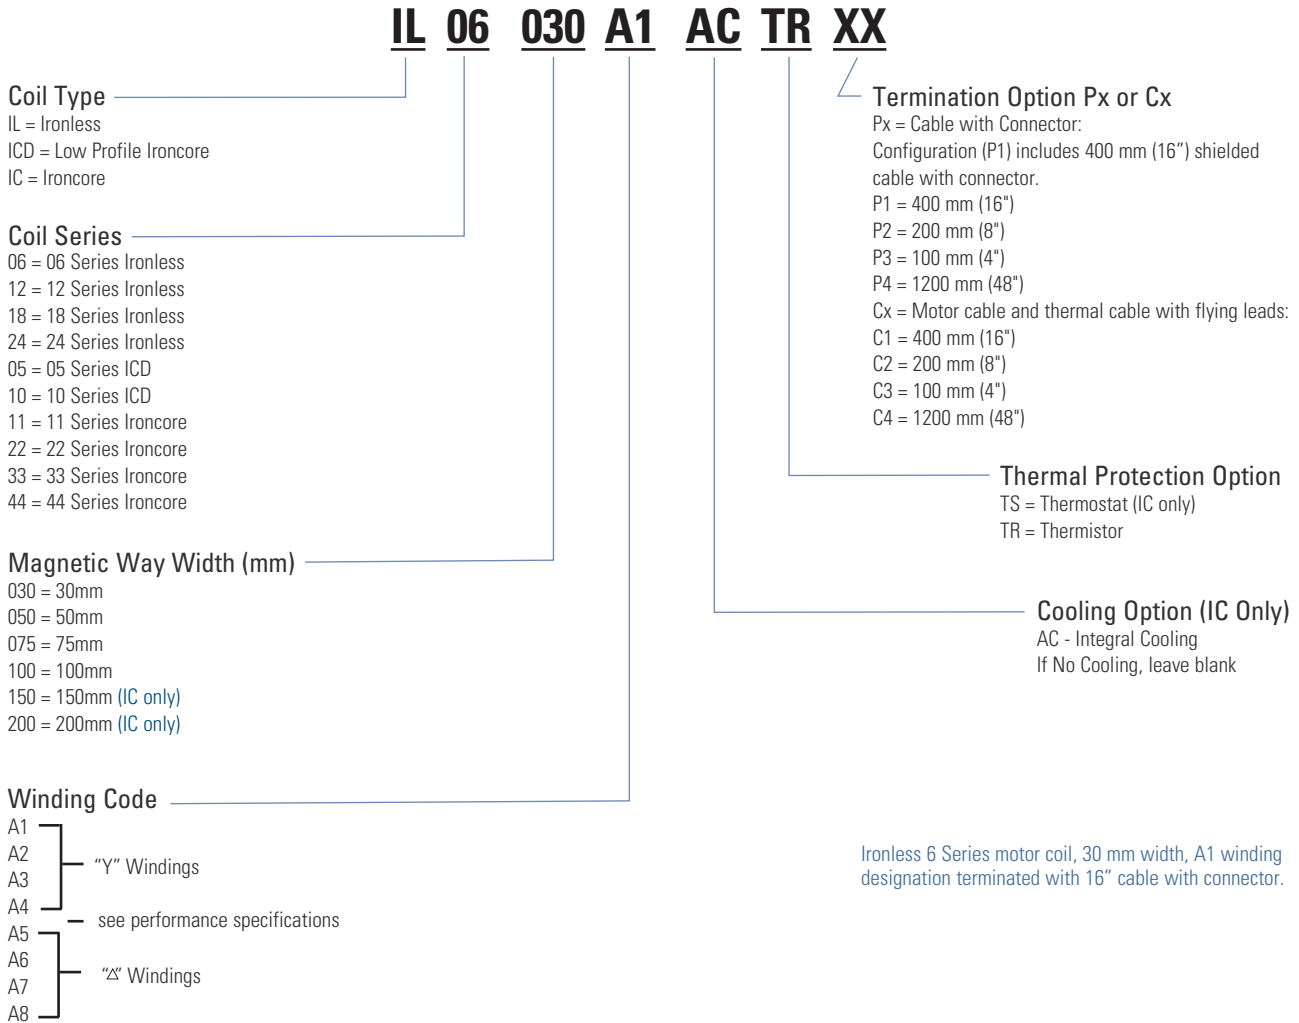 IL 06 030 A1 AC TR XX
Coil Type
IL = Ironless
ICD = Low Profile Ironcore
IC = Ironcore
Coil Series
06 = 06 Series Ironless
12 = 12 Series Ironless
18 = 18 Series Ironless
24 = 24 Series Ironless
05 = 05 Series ICD
10 = 10 Series ICD
11 = 11 Series Ironcore
22 = 22 Series Ironcore
33 = 33 Series Ironcore
44 = 44 Series Ironcore
Magnetic Way Width (mm)
030 = 30mm
050 = 50mm
075 = 75mm
100 = 100mm
150 = 150mm (IC only)
200 = 200mm (IC only)
Winding Code
A1
A2
A3
A4
“Y” Windings
see performance specifications
A5
A6
A7
A8
“△” Windings
Termination Option Px or Cx
Px = Cable with Connector:
Configuration (P1) includes 400 mm (16”) shielded
cable with connector.
P1 = 400 mm (16")
P2 = 200 mm (8")
P3 = 100 mm (4")
P4 = 1200 mm (48")
Cx = Motor cable and thermal cable with flying leads:
C1 = 400 mm (16")
C2 = 200 mm (8")
C3 = 100 mm (4")
C4 = 1200 mm (48")
Thermal Protection Option
TS = Thermostat (IC only)
TR = Thermistor
Cooling Option (IC Only)
AC - Integral Cooling
If No Cooling, leave blank
Ironless 6 Series motor coil, 30 mm width, A1 winding
designation terminated with 16” cable with connector.